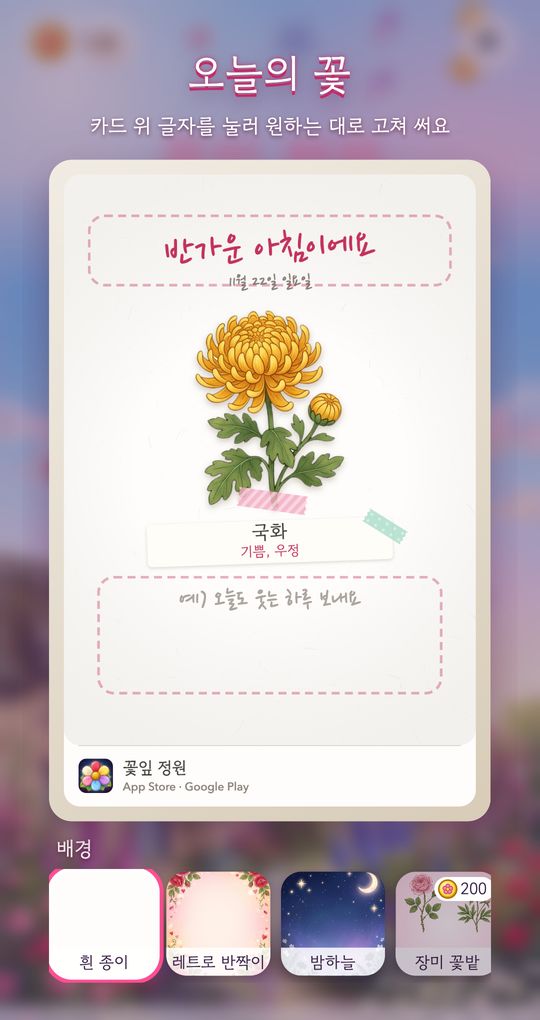 오늘의 꽃
카드 위 글자를 눌러 원하는 대로 고쳐 써요
반가운 아침이에요
11월 22일 일요일
국화
기쁨, 우정
예) 오늘도 웃는 하루 보내요
꽃잎 정원
App Store · Google Play
배경
흰 종이
레트로 반짝이
밤하늘
200
장미 꽃밭